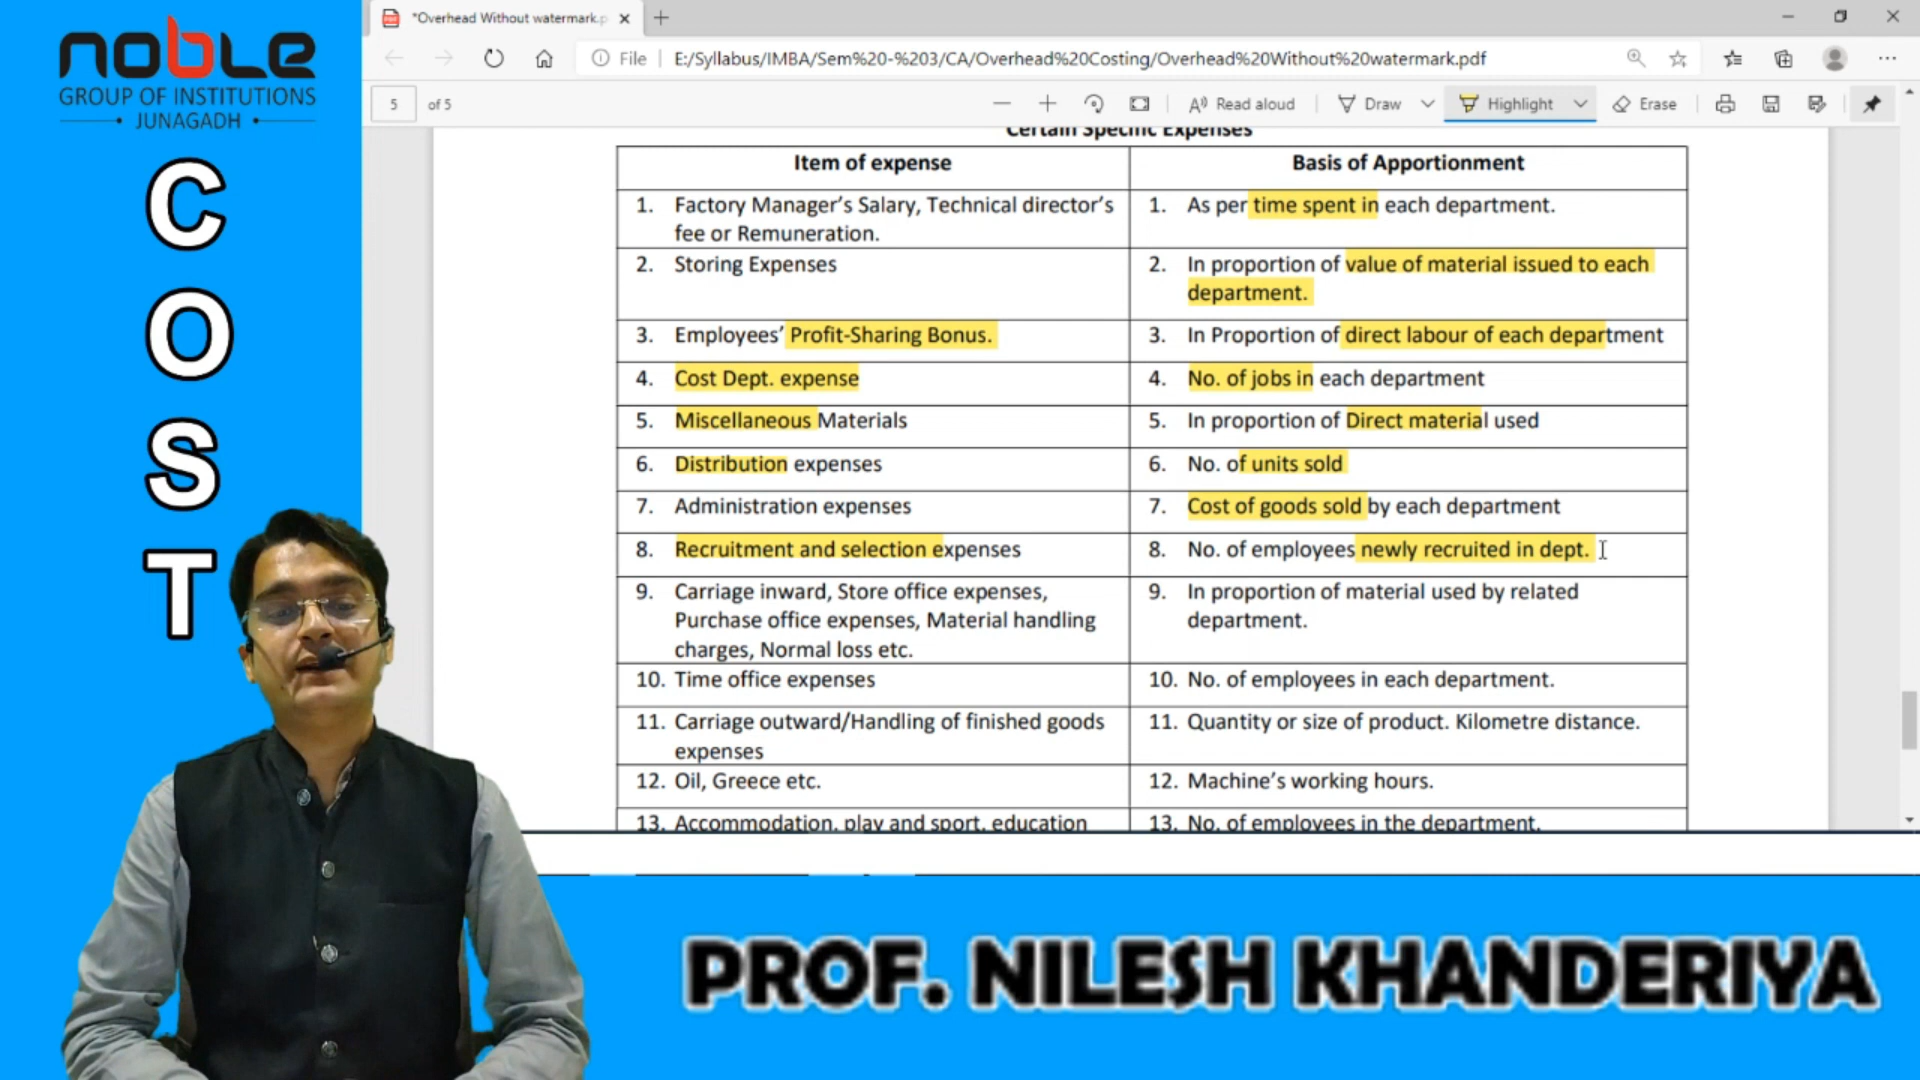 noble
GROUP OF INSTITUTIONS
JUNAGADH
C
O
S
T
*Overhead Without watermark.p
File
E:/Syllabus/IMBA/Sem%20-%203/CA/Overhead%20Costing/Overhead%20Without%20watermark.pdf
5 of 5
Read aloud
Draw
Highlight
Erase
Certain Specific Expenses
Item of expense
Basis of Apportionment
1. Factory Manager's Salary, Technical director's
fee or Remuneration.
1. As per time spent in each department.
2. Storing Expenses
2. In proportion of value of material issued to each
department.
3. Employees' Profit-Sharing Bonus.
3. In Proportion of direct labour of each department
4. Cost Dept. expense
4. No. of jobs in each department
5. Miscellaneous Materials
5. In proportion of Direct material used
6. Distribution expenses
6. No. of units sold
7. Administration expenses
7. Cost of goods sold by each department
8. Recruitment and selection expenses
8. No. of employees newly recruited in dept.
9. Carriage inward, Store office expenses,
Purchase office expenses, Material handling
charges, Normal loss etc.
9. In proportion of material used by related
department.
10. Time office expenses
10. No. of employees in each department.
11. Carriage outward/Handling of finished goods
expenses
11. Quantity or size of product. Kilometre distance.
12. Oil, Greece etc.
12. Machine's working hours.
13. Accommodation, play and sport, education
13. No. of employees in the department.
PROF. NILESH KHANDERIYA